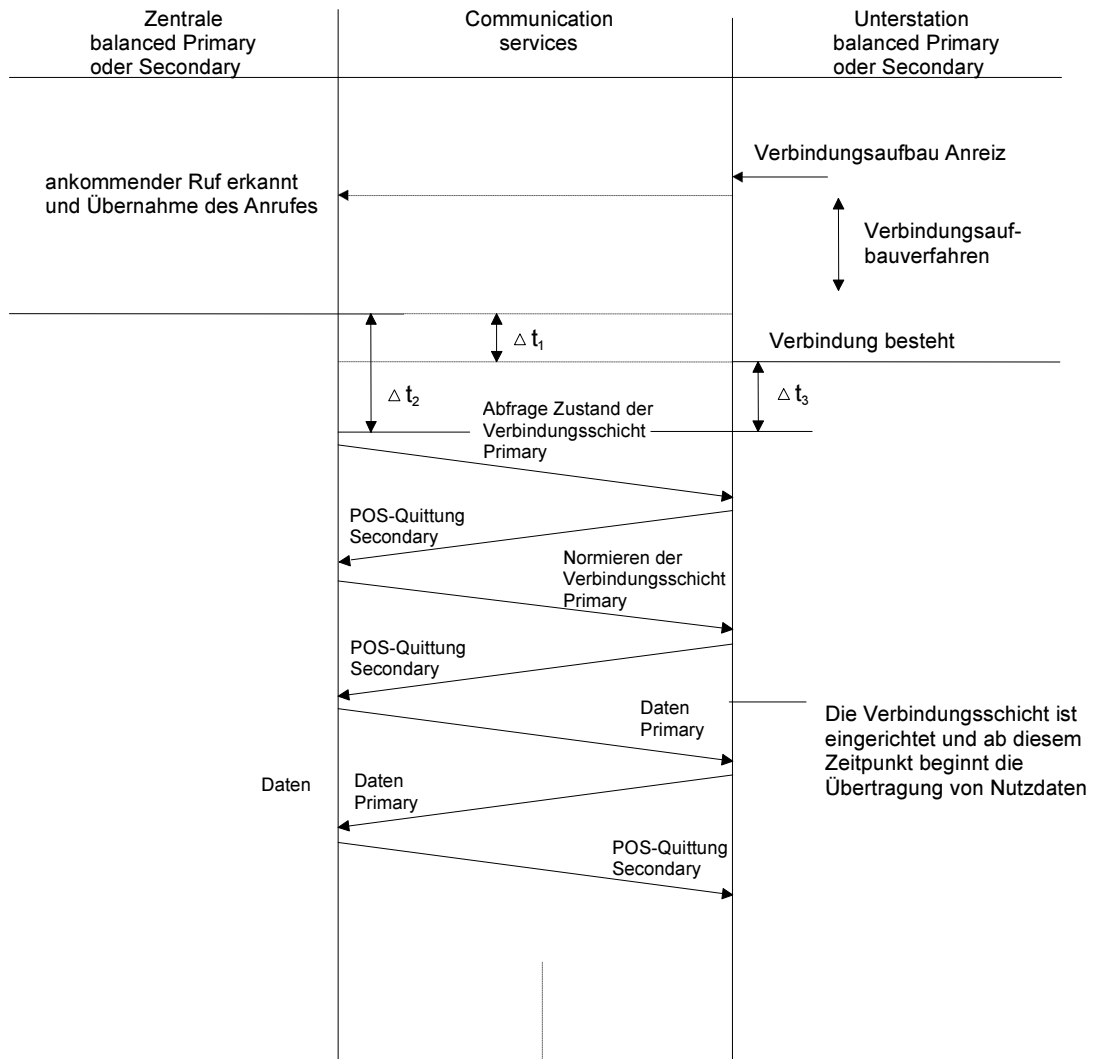 Zentrale
balanced Primary
oder Secondary
Communication
services
Unterstation
balanced Primary
oder Secondary
Verbindungsaufbau Anreiz
ankommender Ruf erkannt
und Übernahme des Anrufes
Verbindungsauf-
bauverfahren
△ t₁
Verbindung besteht
△ t₂
△ t₃
Abfrage Zustand der
Verbindungsschicht
Primary
POS-Quittung
Secondary
Normieren der
Verbindungsschicht
Primary
POS-Quittung
Secondary
Daten
Primary
Die Verbindungsschicht ist
eingerichtet und ab diesem
Zeitpunkt beginnt die
Übertragung von Nutzdaten
Daten
Daten
Primary
POS-Quittung
Secondary